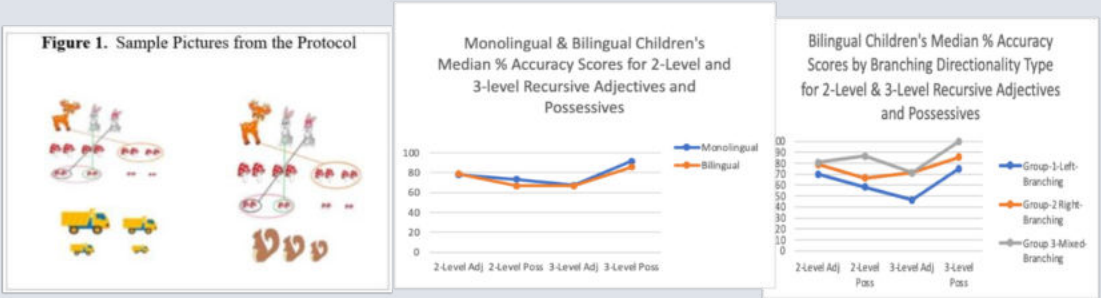 Figure 1. Sample Pictures from the Protocol
Monolingual & Bilingual Children's
Median % Accuracy Scores for 2-Level and
3-level Recursive Adjectives and
Possessives
100
80
60
40
20
0
2-Level Adj 2-Level Poss 3-Level Adj 3-Level Poss
Monolingual
Bilingual
Bilingual Children's Median % Accuracy
Scores by Branching Directionality Type
for 2-Level & 3-Level Recursive Adjectives
and Possessives
00
90
80
70
60
50
40
30
20
10
0
2-Level Adj 2-Level Poss 3-Level Adj 3-Level Poss
Group-1-Left-
Branching
Group-2 Right-
Branching
Group 3-Mixed-
Branching